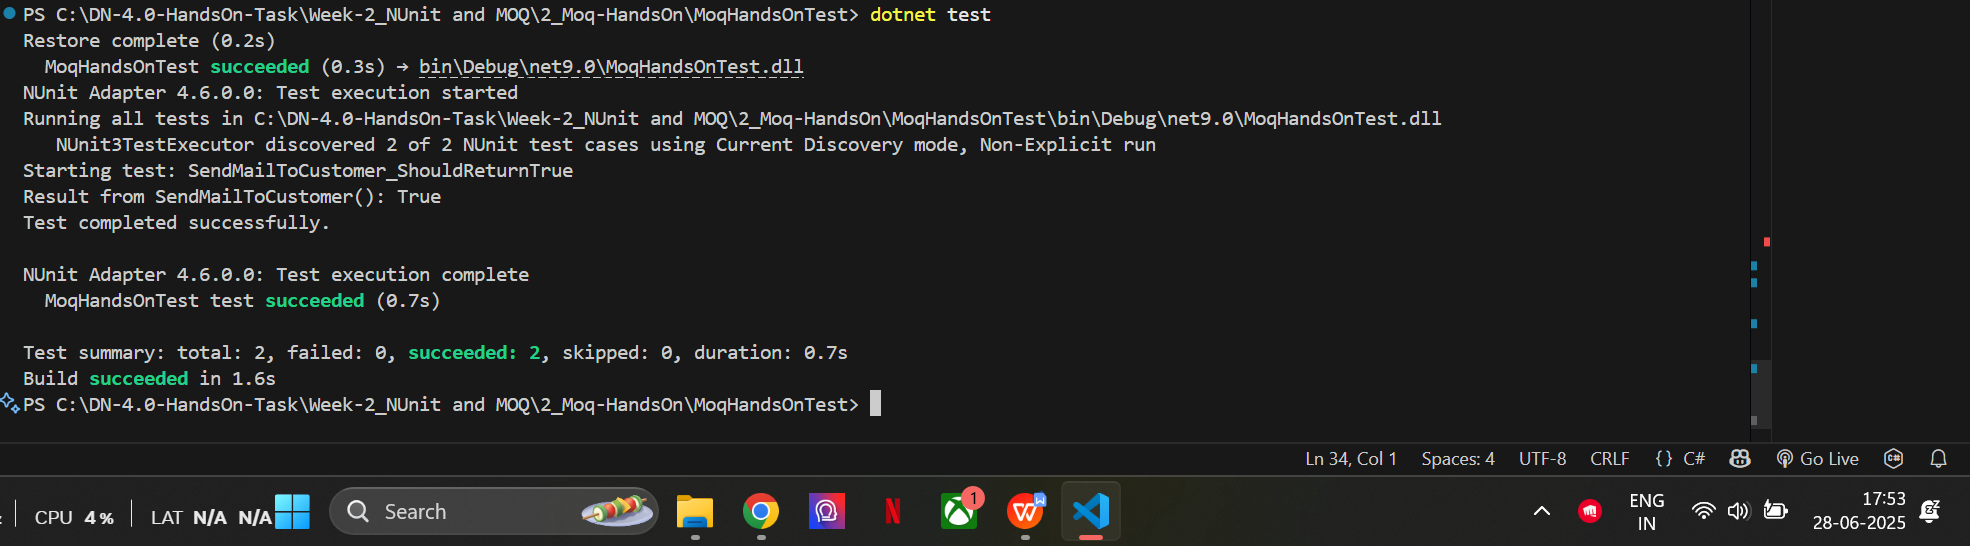 PS C:\DN-4.0-HandsOn-Task\Week-2_NUnit and MOQ\2_Moq-HandsOn\MoqHandsOnTest> dotnet test
Restore complete (0.2s)
MoqHandsOnTest succeeded (0.3s) → bin\Debug\net9.0\MoqHandsOnTest.dll
NUnit Adapter 4.6.0.0: Test execution started
Running all tests in C:\DN-4.0-HandsOn-Task\Week-2_NUnit and MOQ\2_Moq-HandsOn\MoqHandsOnTest\bin\Debug\net9.0\MoqHandsOnTest.dll
NUnit3TestExecutor discovered 2 of 2 NUnit test cases using Current Discovery mode, Non-Explicit run
Starting test: SendMailToCustomer_ShouldReturnTrue
Result from SendMailToCustomer(): True
Test completed successfully.
NUnit Adapter 4.6.0.0: Test execution complete
MoqHandsOnTest test succeeded (0.7s)
Test summary: total: 2, failed: 0, succeeded: 2, skipped: 0, duration: 0.7s
Build succeeded in 1.6s
PS C:\DN-4.0-HandsOn-Task\Week-2_NUnit and MOQ\2_Moq-HandsOn\MoqHandsOnTest>
Ln 34, Col 1 Spaces: 4 UTF-8 CRLF {} C# Go Live
CPU 4% LAT N/A N/A Search 1 ENG IN 17:53
28-06-2025